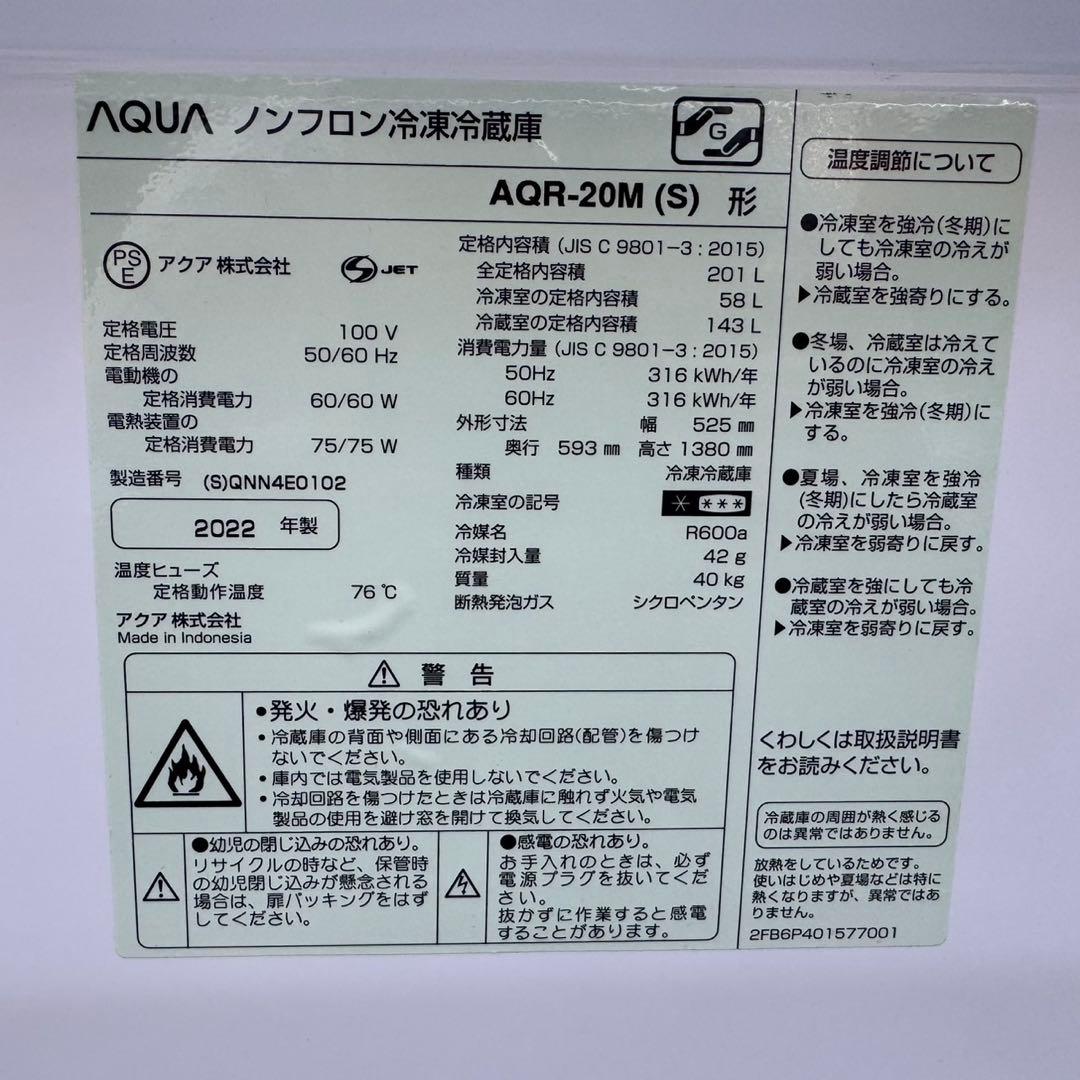 AQUA ノンフロン冷凍冷蔵庫
G
AQR-20M (S) 形
PS
E
アクア 株式会社
S JET
定格電圧 100 V
定格周波数 50/60 Hz
電動機の
定格消費電力 60/60 W
電熱装置の
定格消費電力 75/75 W
製造番号 (S)QNN4E0102
2022 年製
温度ヒューズ
定格動作温度 76 ℃
アクア 株式会社
Made in Indonesia
定格内容積 (JIS C 9801-3 : 2015)
全定格内容積 201 L
冷凍室の定格内容積 58 L
冷蔵室の定格内容積 143 L
消費電力量 (JIS C 9801-3 : 2015)
50Hz 316 kWh/年
60Hz 316 kWh/年
外形寸法 幅 525 ㎜
奥行 593 ㎜ 高さ 1380 ㎜
種類 冷凍冷蔵庫
冷凍室の記号 * ***
冷媒名 R600a
冷媒封入量 42 g
質量 40 kg
断熱発泡ガス シクロペンタン
⚠ 警 告
●発火・爆発の恐れあり
・冷蔵庫の背面や側面にある冷却回路(配管)を傷つけ
ないでください。
・庫内では電気製品を使用しないでください。
・冷却回路を傷つけたときは冷蔵庫に触れず火気や電気
製品の使用を避け窓を開けて換気してください。
●幼児の閉じ込みの恐れあり。
リサイクルの時など、保管時
の幼児閉じ込みが懸念される
場合は、扉パッキングをはず
してください。
●感電の恐れあり。
お手入れのときは、必ず
電源プラグを抜いてくだ
さい。
抜かずに作業すると感電
することがあります。
温度調節について
●冷凍室を強冷(冬期)に
しても冷凍室の冷えが
弱い場合。
▶冷蔵室を強寄りにする。
●冬場、冷蔵室は冷えて
いるのに冷凍室の冷え
が弱い場合。
▶冷凍室を強冷(冬期)に
する。
●夏場、冷凍室を強冷
(冬期)にしたら冷蔵室
の冷えが弱い場合。
▶冷凍室を弱寄りに戻す。
●冷蔵室を強にしても冷
蔵室の冷えが弱い場合。
▶冷凍室を弱寄りに戻す。
くわしくは取扱説明書
をお読みください。
冷蔵庫の周囲が熱く感じる
のは異常ではありません。
放熱をしているためです。
使いはじめや夏場などは特に
熱くなりますが、異常ではあ
りません。
2FB6P401577001